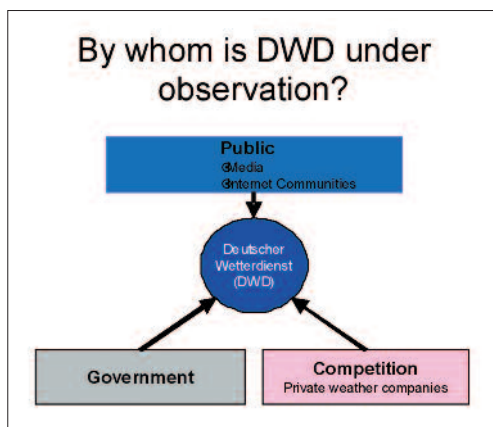 By whom is DWD under
observation?
Public
Media
Internet Communities
Deutscher
Wetterdienst
(DWD)
Government
Competition
Private weather companies